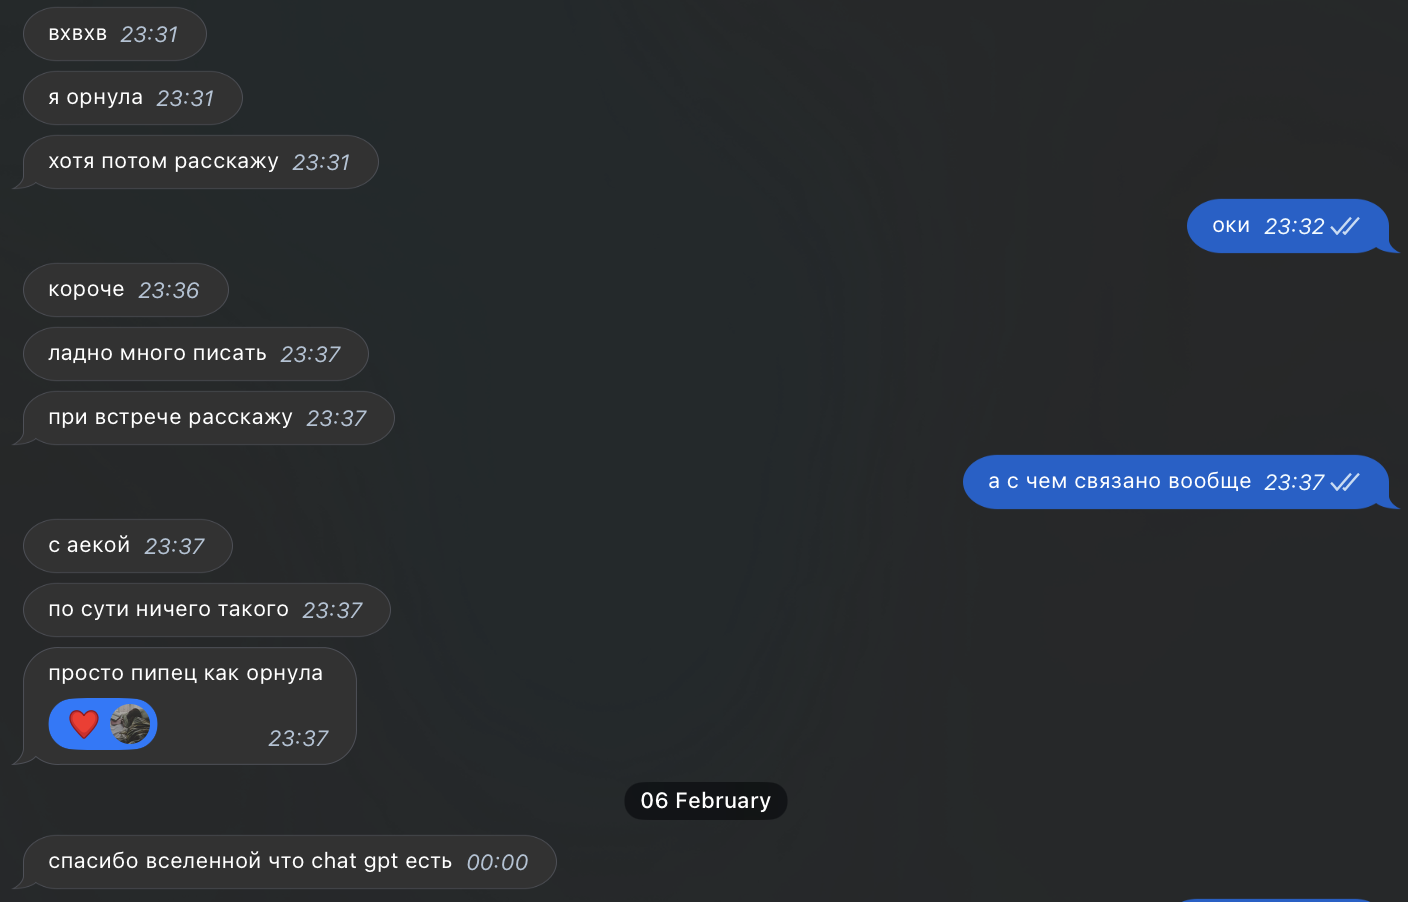 вхвхв 23:31
я орнула 23:31
хотя потом расскажу 23:31
оки 23:32
короче 23:36
ладно много писать 23:37
при встрече расскажу 23:37
а с чем связано вообще 23:37
с аекой 23:37
по сути ничего такого 23:37
просто пипец как орнула
23:37
06 February
спасибо вселенной что chat gpt есть 00:00